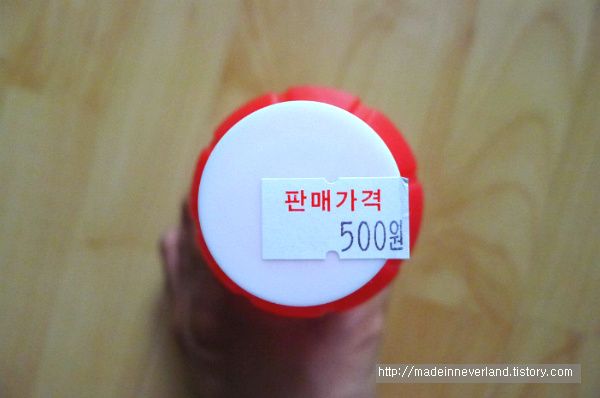 판매가격
500원
http://madeinneverland.tistory.com